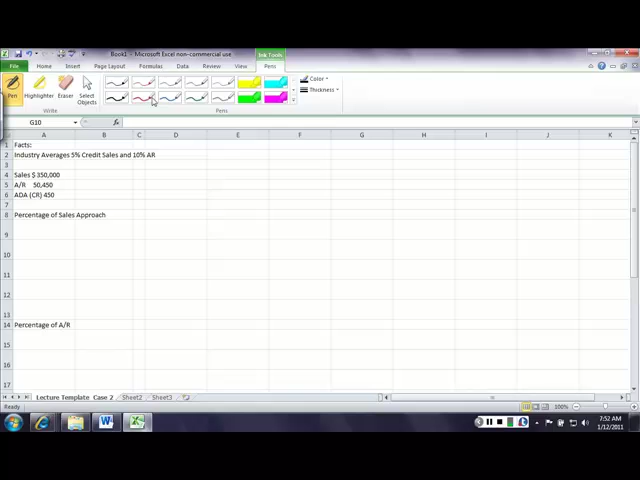 Book1 - Microsoft Excel non-commercial use
Ink Tools
File Home Insert Page Layout Formulas Data Review View Pens
Pen Highlighter Eraser Select Objects
Color
Thickness
Write Pens
G10 fx
A B C D E F G H I J K
1 Facts:
2 Industry Averages 5% Credit Sales and 10% AR
3
4 Sales $ 350,000
5 A/R 50,450
6 ADA (CR) 450
7
8 Percentage of Sales Approach
9
10
11
12
13
14 Percentage of A/R
15
16
17
Lecture Template Case 2 Sheet2 Sheet3
Ready 100%
7:52 AM
1/12/2011